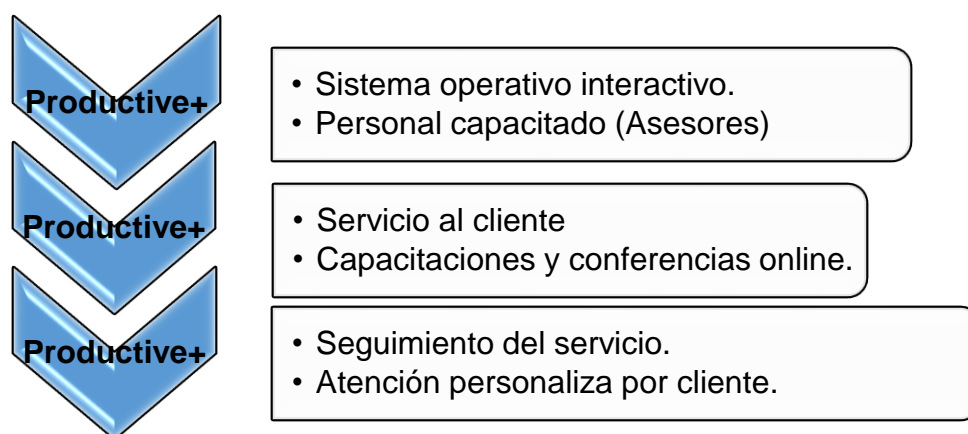 Productive+
• Sistema operativo interactivo.
• Personal capacitado (Asesores)
Productive+
• Servicio al cliente
• Capacitaciones y conferencias online.
Productive+
• Seguimiento del servicio.
• Atención personaliza por cliente.